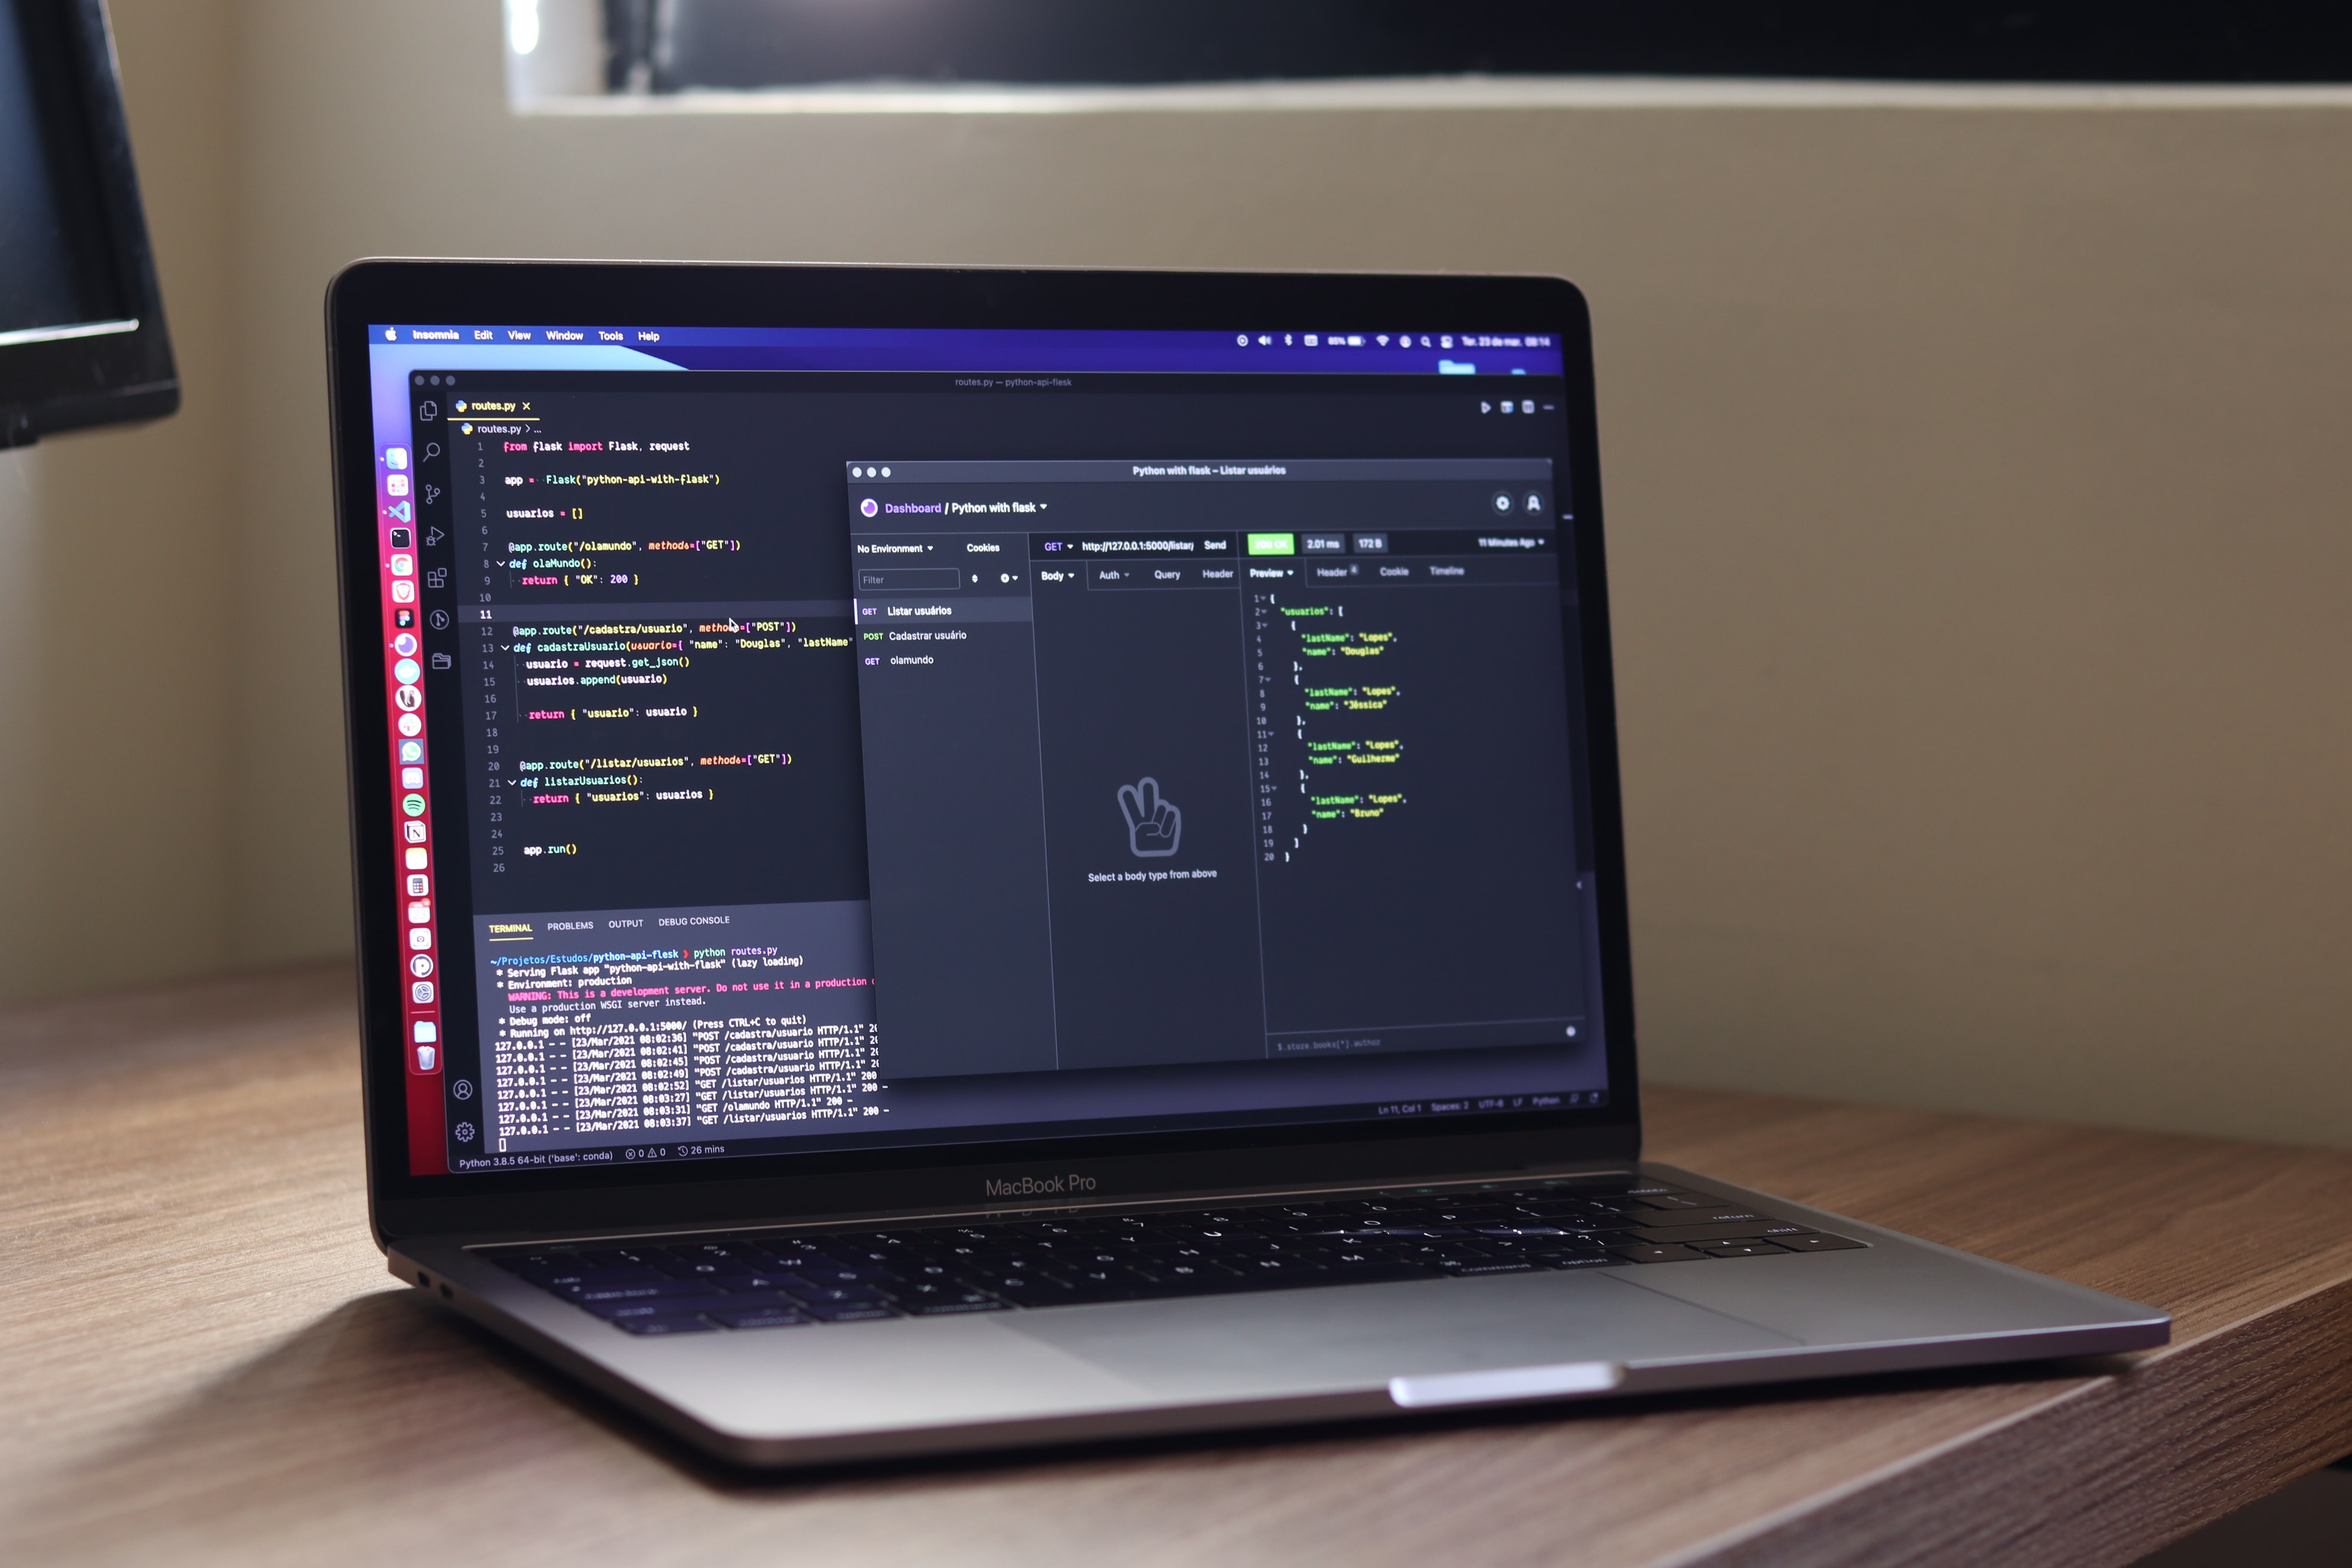 Insomnia Edit View Window Tools Help
85% Ter. 23 de mar. 08:14
routes.py — python-api-flesk
routes.py
routes.py > ...
1 from flask import Flask, request
2
3 app = Flask("python-api-with-flask")
4
5 usuarios = []
6
7 @app.route("/olamundo", methods=["GET"])
8 def olaMundo():
9 return { "OK": 200 }
10
11
12 @app.route("/cadastra/usuario", methods=["POST"])
13 def cadastraUsuario(usuario={ "name": "Douglas", "lastName"
14 usuario = request.get_json()
15 usuarios.append(usuario)
16
17 return { "usuario": usuario }
18
19
20 @app.route("/listar/usuarios", methods=["GET"])
21 def listarUsuarios():
22 return { "usuarios": usuarios }
23
24
25 app.run()
26
TERMINAL PROBLEMS OUTPUT DEBUG CONSOLE
~/Projetos/Estudos/python-api-flesk python routes.py
* Serving Flask app "python-api-with-flask" (lazy loading)
* Environment: production
WARNING: This is a development server. Do not use it in a production
Use a production WSGI server instead.
* Debug mode: off
* Running on http://127.0.0.1:5000/ (Press CTRL+C to quit)
127.0.0.1 - - [23/Mar/2021 08:02:36] "POST /cadastra/usuario HTTP/1.1" 20
127.0.0.1 - - [23/Mar/2021 08:02:41] "POST /cadastra/usuario HTTP/1.1" 20
127.0.0.1 - - [23/Mar/2021 08:02:45] "POST /cadastra/usuario HTTP/1.1" 20
127.0.0.1 - - [23/Mar/2021 08:02:49] "POST /cadastra/usuario HTTP/1.1" 20
127.0.0.1 - - [23/Mar/2021 08:02:52] "GET /listar/usuarios HTTP/1.1" 200
127.0.0.1 - - [23/Mar/2021 08:03:27] "GET /listar/usuarios HTTP/1.1" 200 -
127.0.0.1 - - [23/Mar/2021 08:03:31] "GET /olamundo HTTP/1.1" 200 -
127.0.0.1 - - [23/Mar/2021 08:03:37] "GET /listar/usuarios HTTP/1.1" 200 -
Python 3.8.5 64-bit ('base': conda) 0 0 26 mins
Ln 11, Col 1 Spaces: 2 UTF-8 LF Python
Python with flask – Listar usuários
Dashboard / Python with flask
No Environment Cookies
Filter
GET Listar usuários
POST Cadastrar usuário
GET olamundo
GET http://127.0.0.1:5000/listar/ Send
Body Auth Query Header
Select a body type from above
200 OK 2.01 ms 172 B 11 Minutes Ago
Preview Header 4 Cookie Timeline
1 {
2 "usuarios": [
3 {
4 "lastName": "Lopes",
5 "name": "Douglas"
6 },
7 {
8 "lastName": "Lopes",
9 "name": "Jéssica"
10 },
11 {
12 "lastName": "Lopes",
13 "name": "Guilherme"
14 },
15 {
16 "lastName": "Lopes",
17 "name": "Bruno"
18 }
19 ]
20 }
$.store.books[*].author
MacBook Pro
command option
return
shift